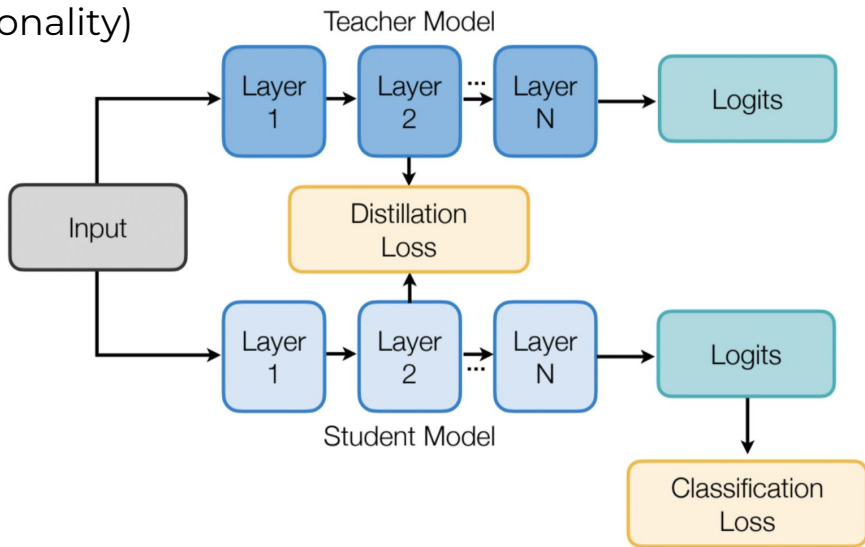 onality)
Teacher Model
Layer
1
Layer
2
...
Layer
N
Logits
Input
Distillation
Loss
Layer
1
Layer
2
...
Layer
N
Logits
Student Model
Classification
Loss